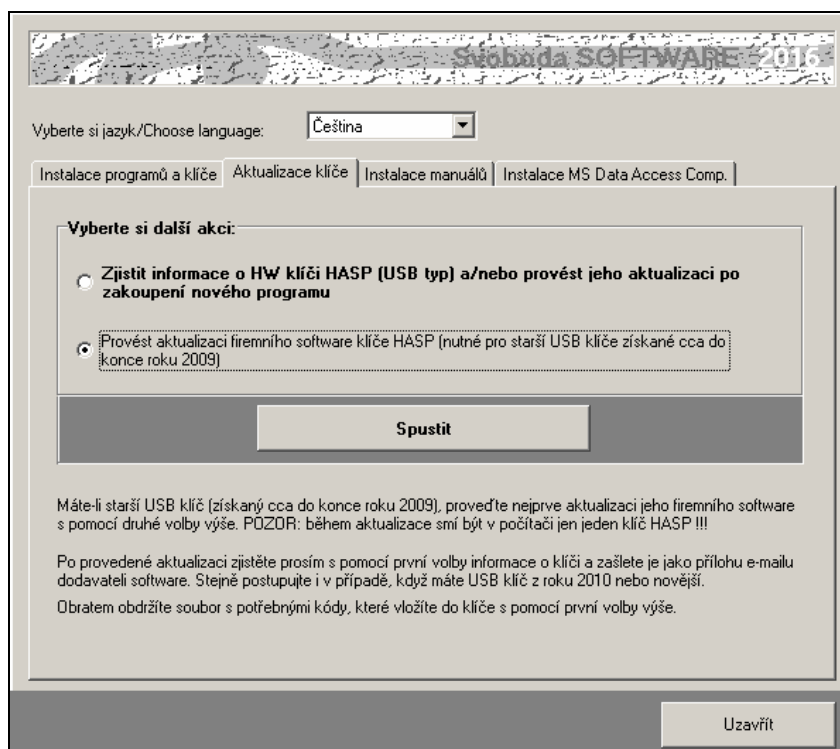 Svoboda SOFTWARE 2016
Vyberte si jazyk/Choose language:
Čeština
Instalace programů a klíče
Aktualizace klíče
Instalace manuálů
Instalace MS Data Access Comp.
Vyberte si další akci:
Zjistit informace o HW klíči HASP (USB typ) a/nebo provést jeho aktualizaci po
zakoupení nového programu
Provést aktualizaci firemního software klíče HASP (nutné pro starší USB klíče získané cca do
konce roku 2009)
Spustit
Máte-li starší USB klíč (získaný cca do konce roku 2009), proveďte nejprve aktualizaci jeho firemního software
s pomocí druhé volby výše. POZOR: během aktualizace smí být v počítači jen jeden klíč HASP !!!
Po provedené aktualizaci zjistěte prosím s pomocí první volby informace o klíči a zašlete je jako přílohu e-mailu
dodavateli software. Stejně postupujte i v případě, když máte USB klíč z roku 2010 nebo novější.
Obratem obdržíte soubor s potřebnými kódy, které vložíte do klíče s pomocí první volby výše.
Uzavřít